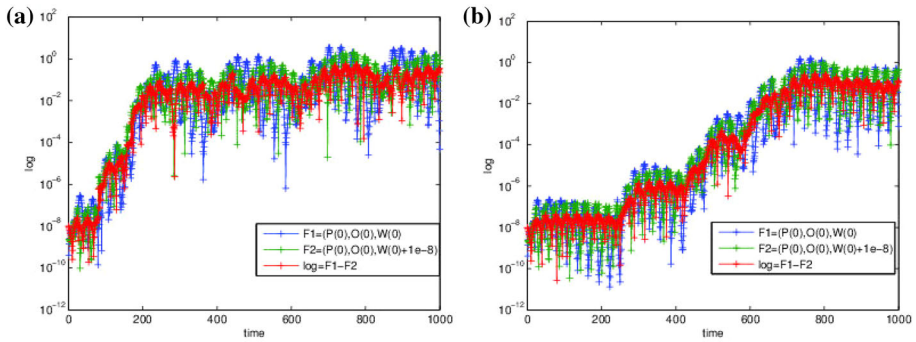 (a)
10^2
10^0
10^-2
10^-4
10^-6
10^-8
10^-10
10^-12
log
0 200 400 600 800 1000
time
F1=(P(0),O(0),W(0)
F2=(P(0),O(0),W(0)+1e-8)
log=F1-F2
(b)
10^2
10^0
10^-2
10^-4
10^-6
10^-8
10^-10
10^-12
log
0 200 400 600 800 1000
time
F1=(P(0),O(0),W(0)
F2=(P(0),O(0),W(0)+1e-8)
log=F1-F2